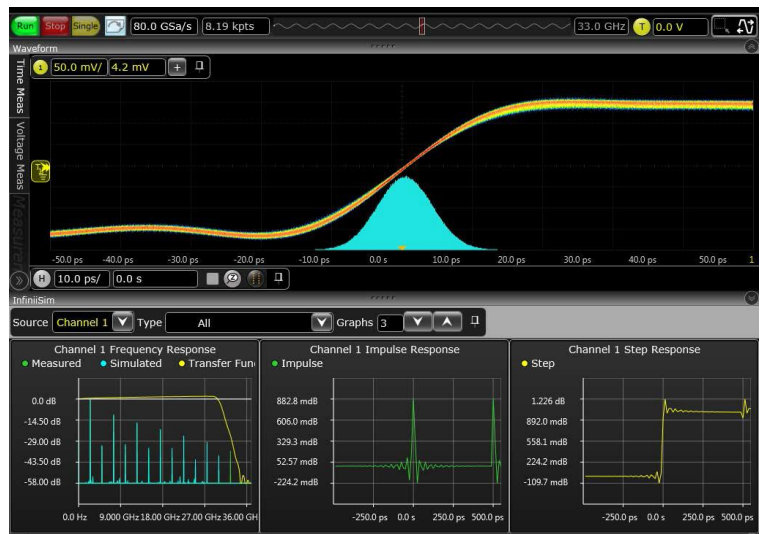 Run Stop Single 80.0 GSa/s 8.19 kpts 33.0 GHz T 0.0 V
Waveform
1 50.0 mV/ 4.2 mV +
Time Meas
Voltage Meas
T
-50.0 ps -40.0 ps -30.0 ps -20.0 ps -10.0 ps 0.0 s 10.0 ps 20.0 ps 30.0 ps 40.0 ps 50.0 ps 1
H 10.0 ps/ 0.0 s
InfiniiSim
Source Channel 1 Type All Graphs 3
Channel 1 Frequency Response
Measured Simulated Transfer Fun
0.0 dB
-14.50 dB
-29.00 dB
-43.50 dB
-58.00 dB
0.0 Hz 9.000 GHz 18.00 GHz 27.00 GHz 36.00 GH
Channel 1 Impulse Response
Impulse
882.8 mdB
606.0 mdB
329.3 mdB
52.57 mdB
-224.2 mdB
-250.0 ps 0.0 s 250.0 ps 500.0 ps
Channel 1 Step Response
Step
1.226 dB
892.0 mdB
558.1 mdB
224.2 mdB
-109.7 mdB
-250.0 ps 0.0 s 250.0 ps 500.0 ps